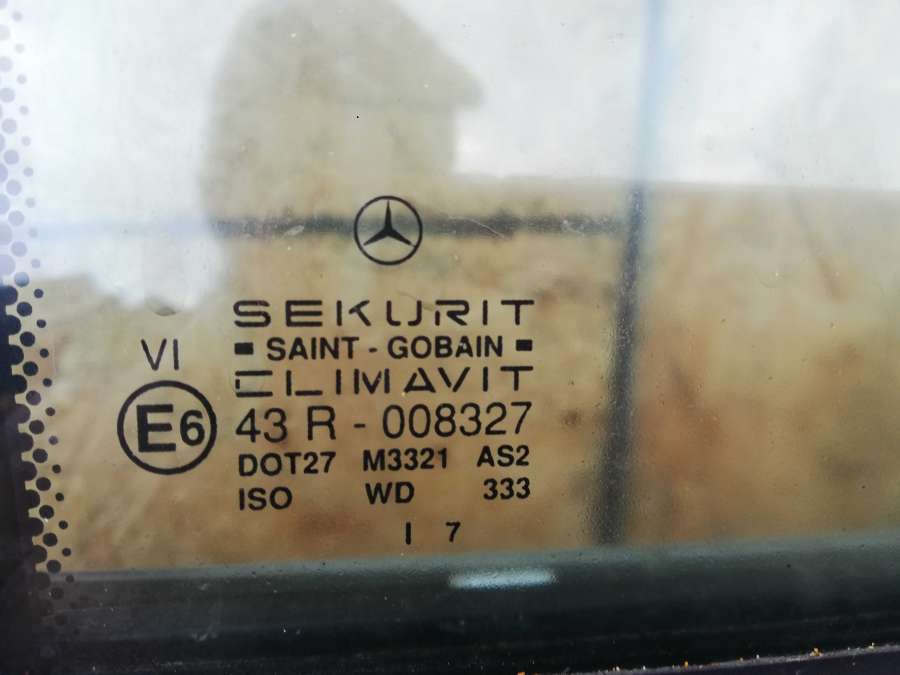 SEKURIT
SAINT - GOBAIN
CLIMAVIT
VI
E6
43 R - 008327
DOT27 M3321 AS2
ISO WD 333
I 7